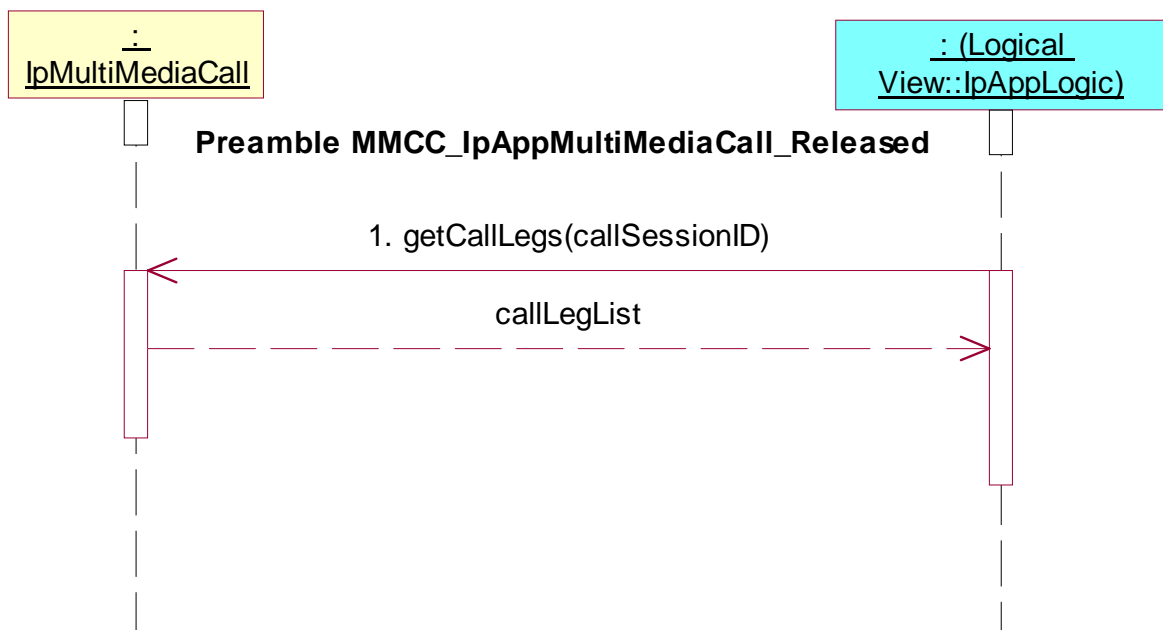 :
IpMultiMediaCall
: (Logical
View::IpAppLogic)
Preamble MMCC_IpAppMultiMediaCall_Released
1. getCallLegs(callSessionID)
callLegList